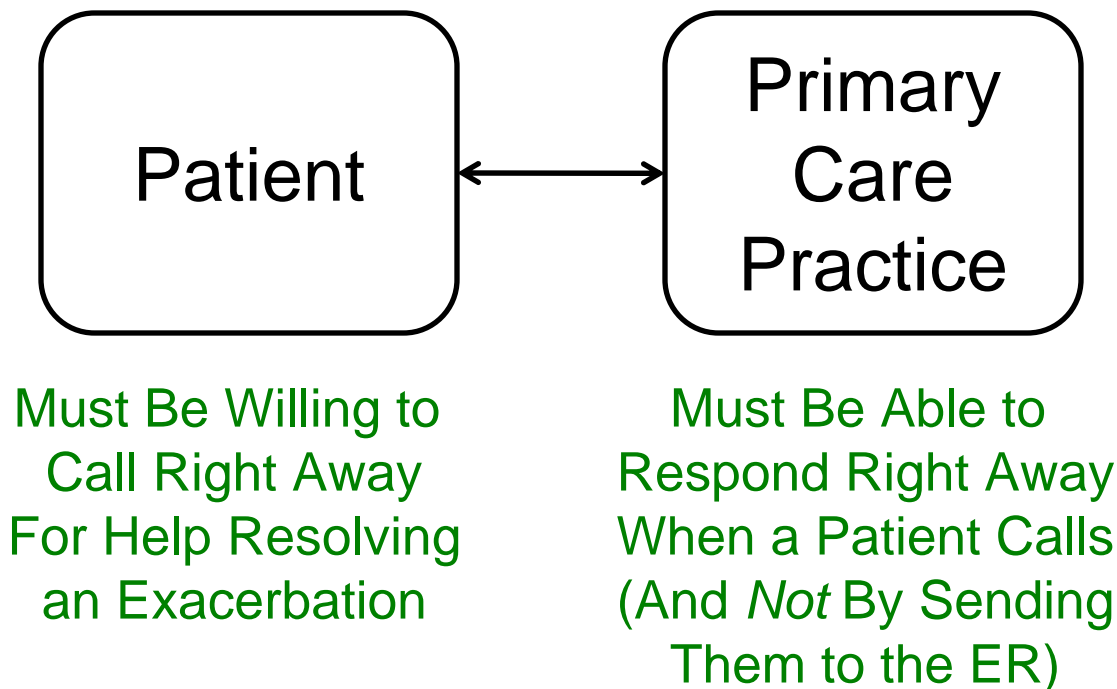 Patient
Primary
Care
Practice
Must Be Willing to
Call Right Away
For Help Resolving
an Exacerbation
Must Be Able to
Respond Right Away
When a Patient Calls
(And Not By Sending
Them to the ER)